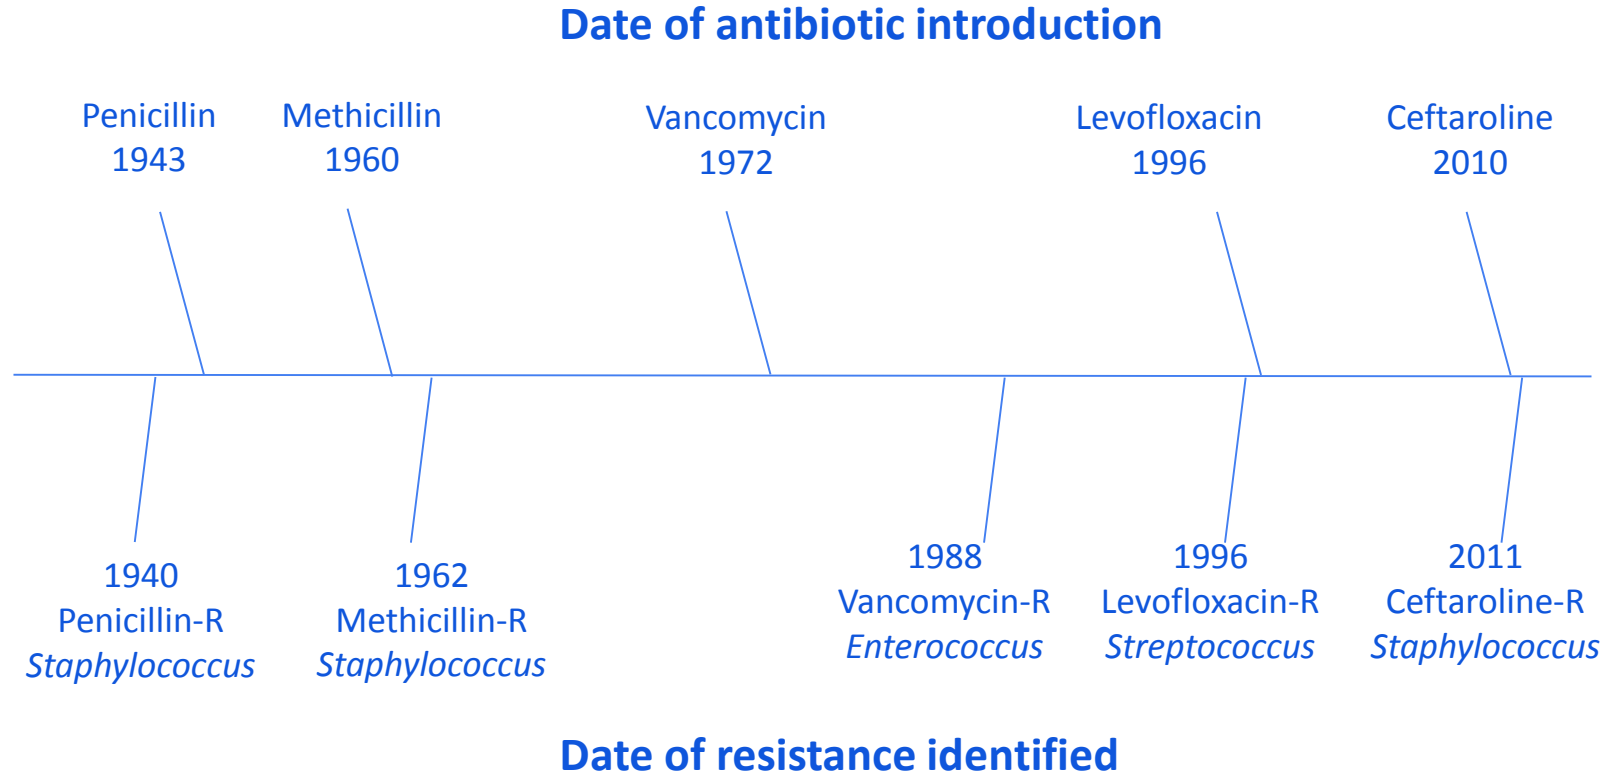 Date of antibiotic introduction
Penicillin
1943
Methicillin
1960
Vancomycin
1972
Levofloxacin
1996
Ceftaroline
2010
1940
Penicillin-R
Staphylococcus
1962
Methicillin-R
Staphylococcus
1988
Vancomycin-R
Enterococcus
1996
Levofloxacin-R
Streptococcus
2011
Ceftaroline-R
Staphylococcus
Date of resistance identified